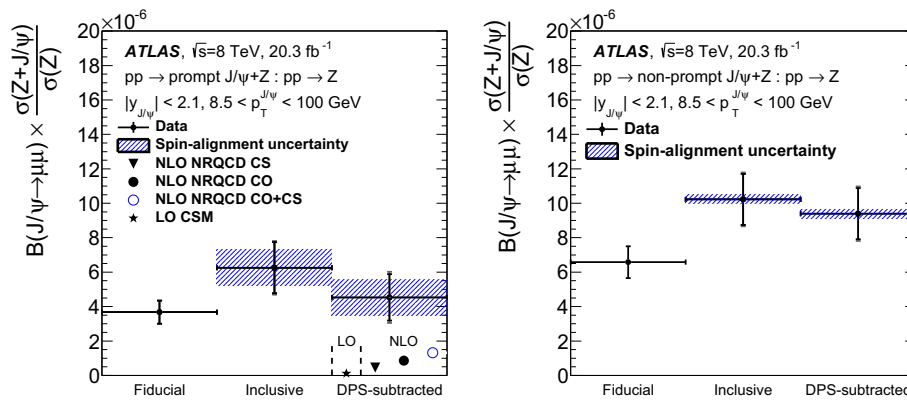 ×10⁻⁶
B(J/ψ→μμ) × σ(Z+J/ψ)/σ(Z)
20
18
16
14
12
10
8
6
4
2
0
ATLAS, √s=8 TeV, 20.3 fb⁻¹
pp → prompt J/ψ+Z : pp → Z
|y_J/ψ| < 2.1, 8.5 < p_T^J/ψ < 100 GeV
Data
Spin-alignment uncertainty
NLO NRQCD CS
NLO NRQCD CO
NLO NRQCD CO+CS
LO CSM
LO NLO
Fiducial Inclusive DPS-subtracted
×10⁻⁶
B(J/ψ→μμ) × σ(Z+J/ψ)/σ(Z)
20
18
16
14
12
10
8
6
4
2
0
ATLAS, √s=8 TeV, 20.3 fb⁻¹
pp → non-prompt J/ψ+Z : pp → Z
|y_J/ψ| < 2.1, 8.5 < p_T^J/ψ < 100 GeV
Data
Spin-alignment uncertainty
Fiducial Inclusive DPS-subtracted